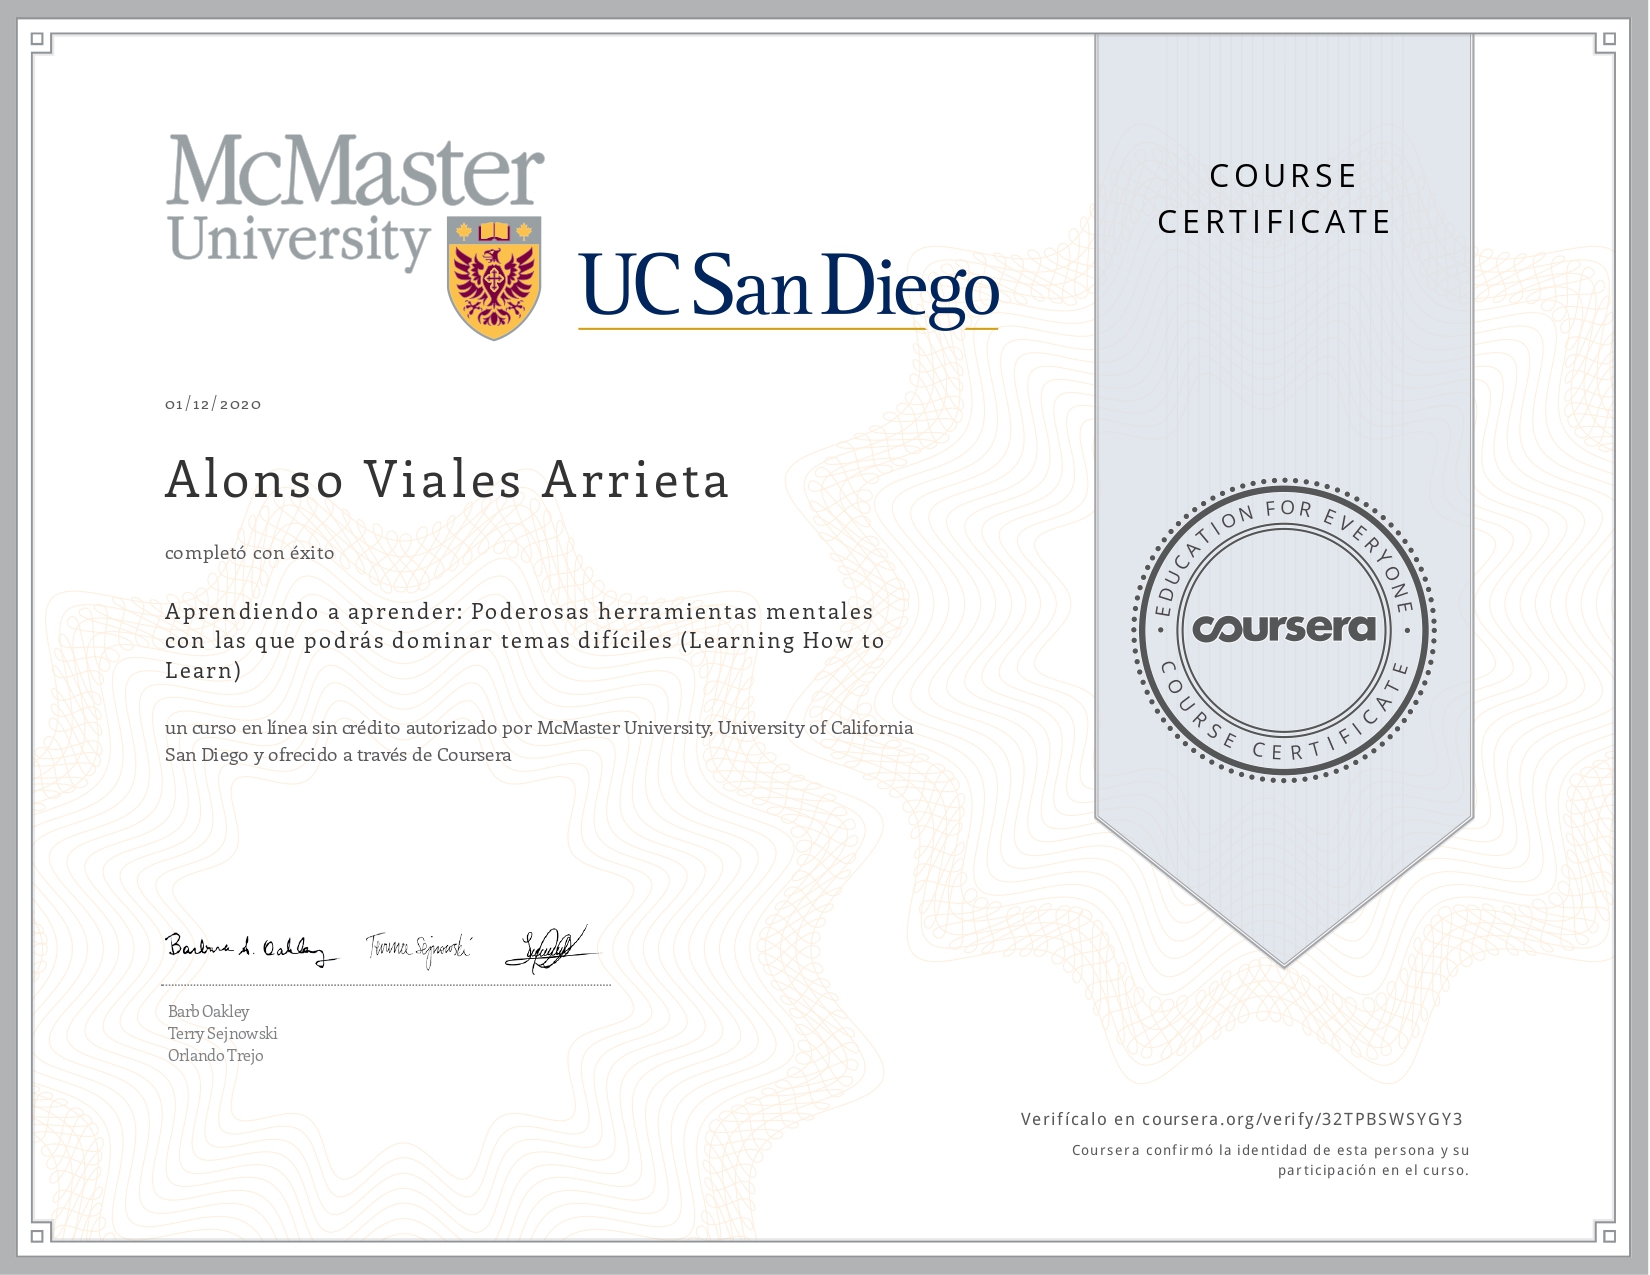 McMaster
University
UC San Diego
COURSE
CERTIFICATE
01/12/2020
Alonso Viales Arrieta
completó con éxito
Aprendiendo a aprender: Poderosas herramientas mentales
con las que podrás dominar temas difíciles (Learning How to
Learn)
un curso en línea sin crédito autorizado por McMaster University, University of California
San Diego y ofrecido a través de Coursera
EDUCATION FOR EVERYONE
coursera
COURSE CERTIFICATE
Barbara A. Oakley Terrence Sejnowski
Barb Oakley
Terry Sejnowski
Orlando Trejo
Verifícalo en coursera.org/verify/32TPBSWSYGY3
Coursera confirmó la identidad de esta persona y su
participación en el curso.